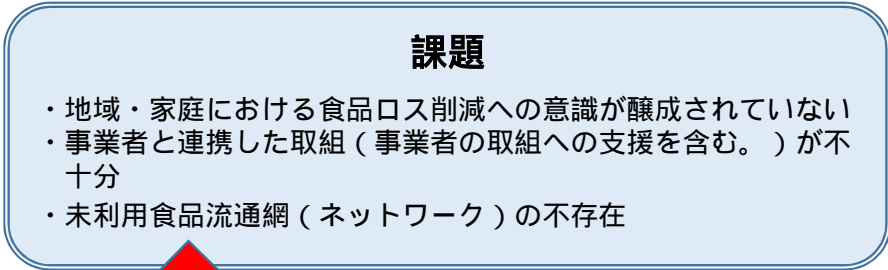 課題
・地域・家庭における食品ロス削減への意識が醸成されていない
・事業者と連携した取組（事業者の取組への支援を含む。）が不
十分
・未利用食品流通網（ネットワーク）の不存在